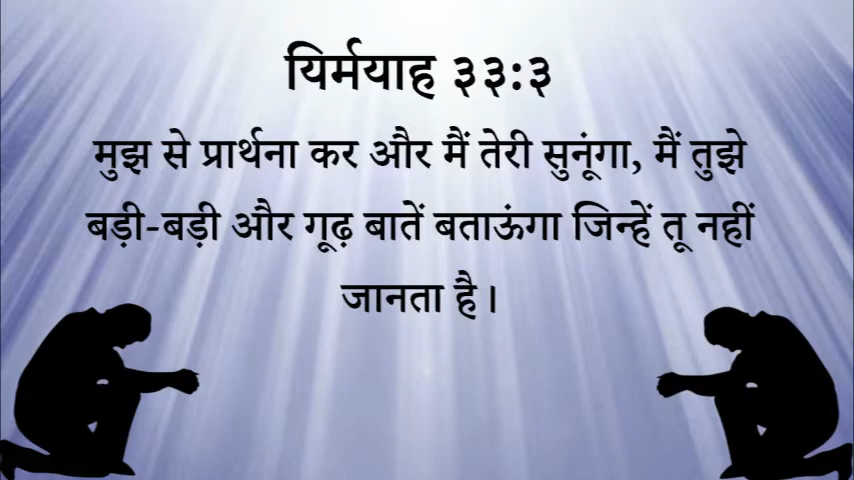 यिर्मयाह ३३:३
मुझ से प्रार्थना कर और मैं तेरी सुनूंगा, मैं तुझे
बड़ी-बड़ी और गूढ़ बातें बताऊंगा जिन्हें तू नहीं
जानता है।